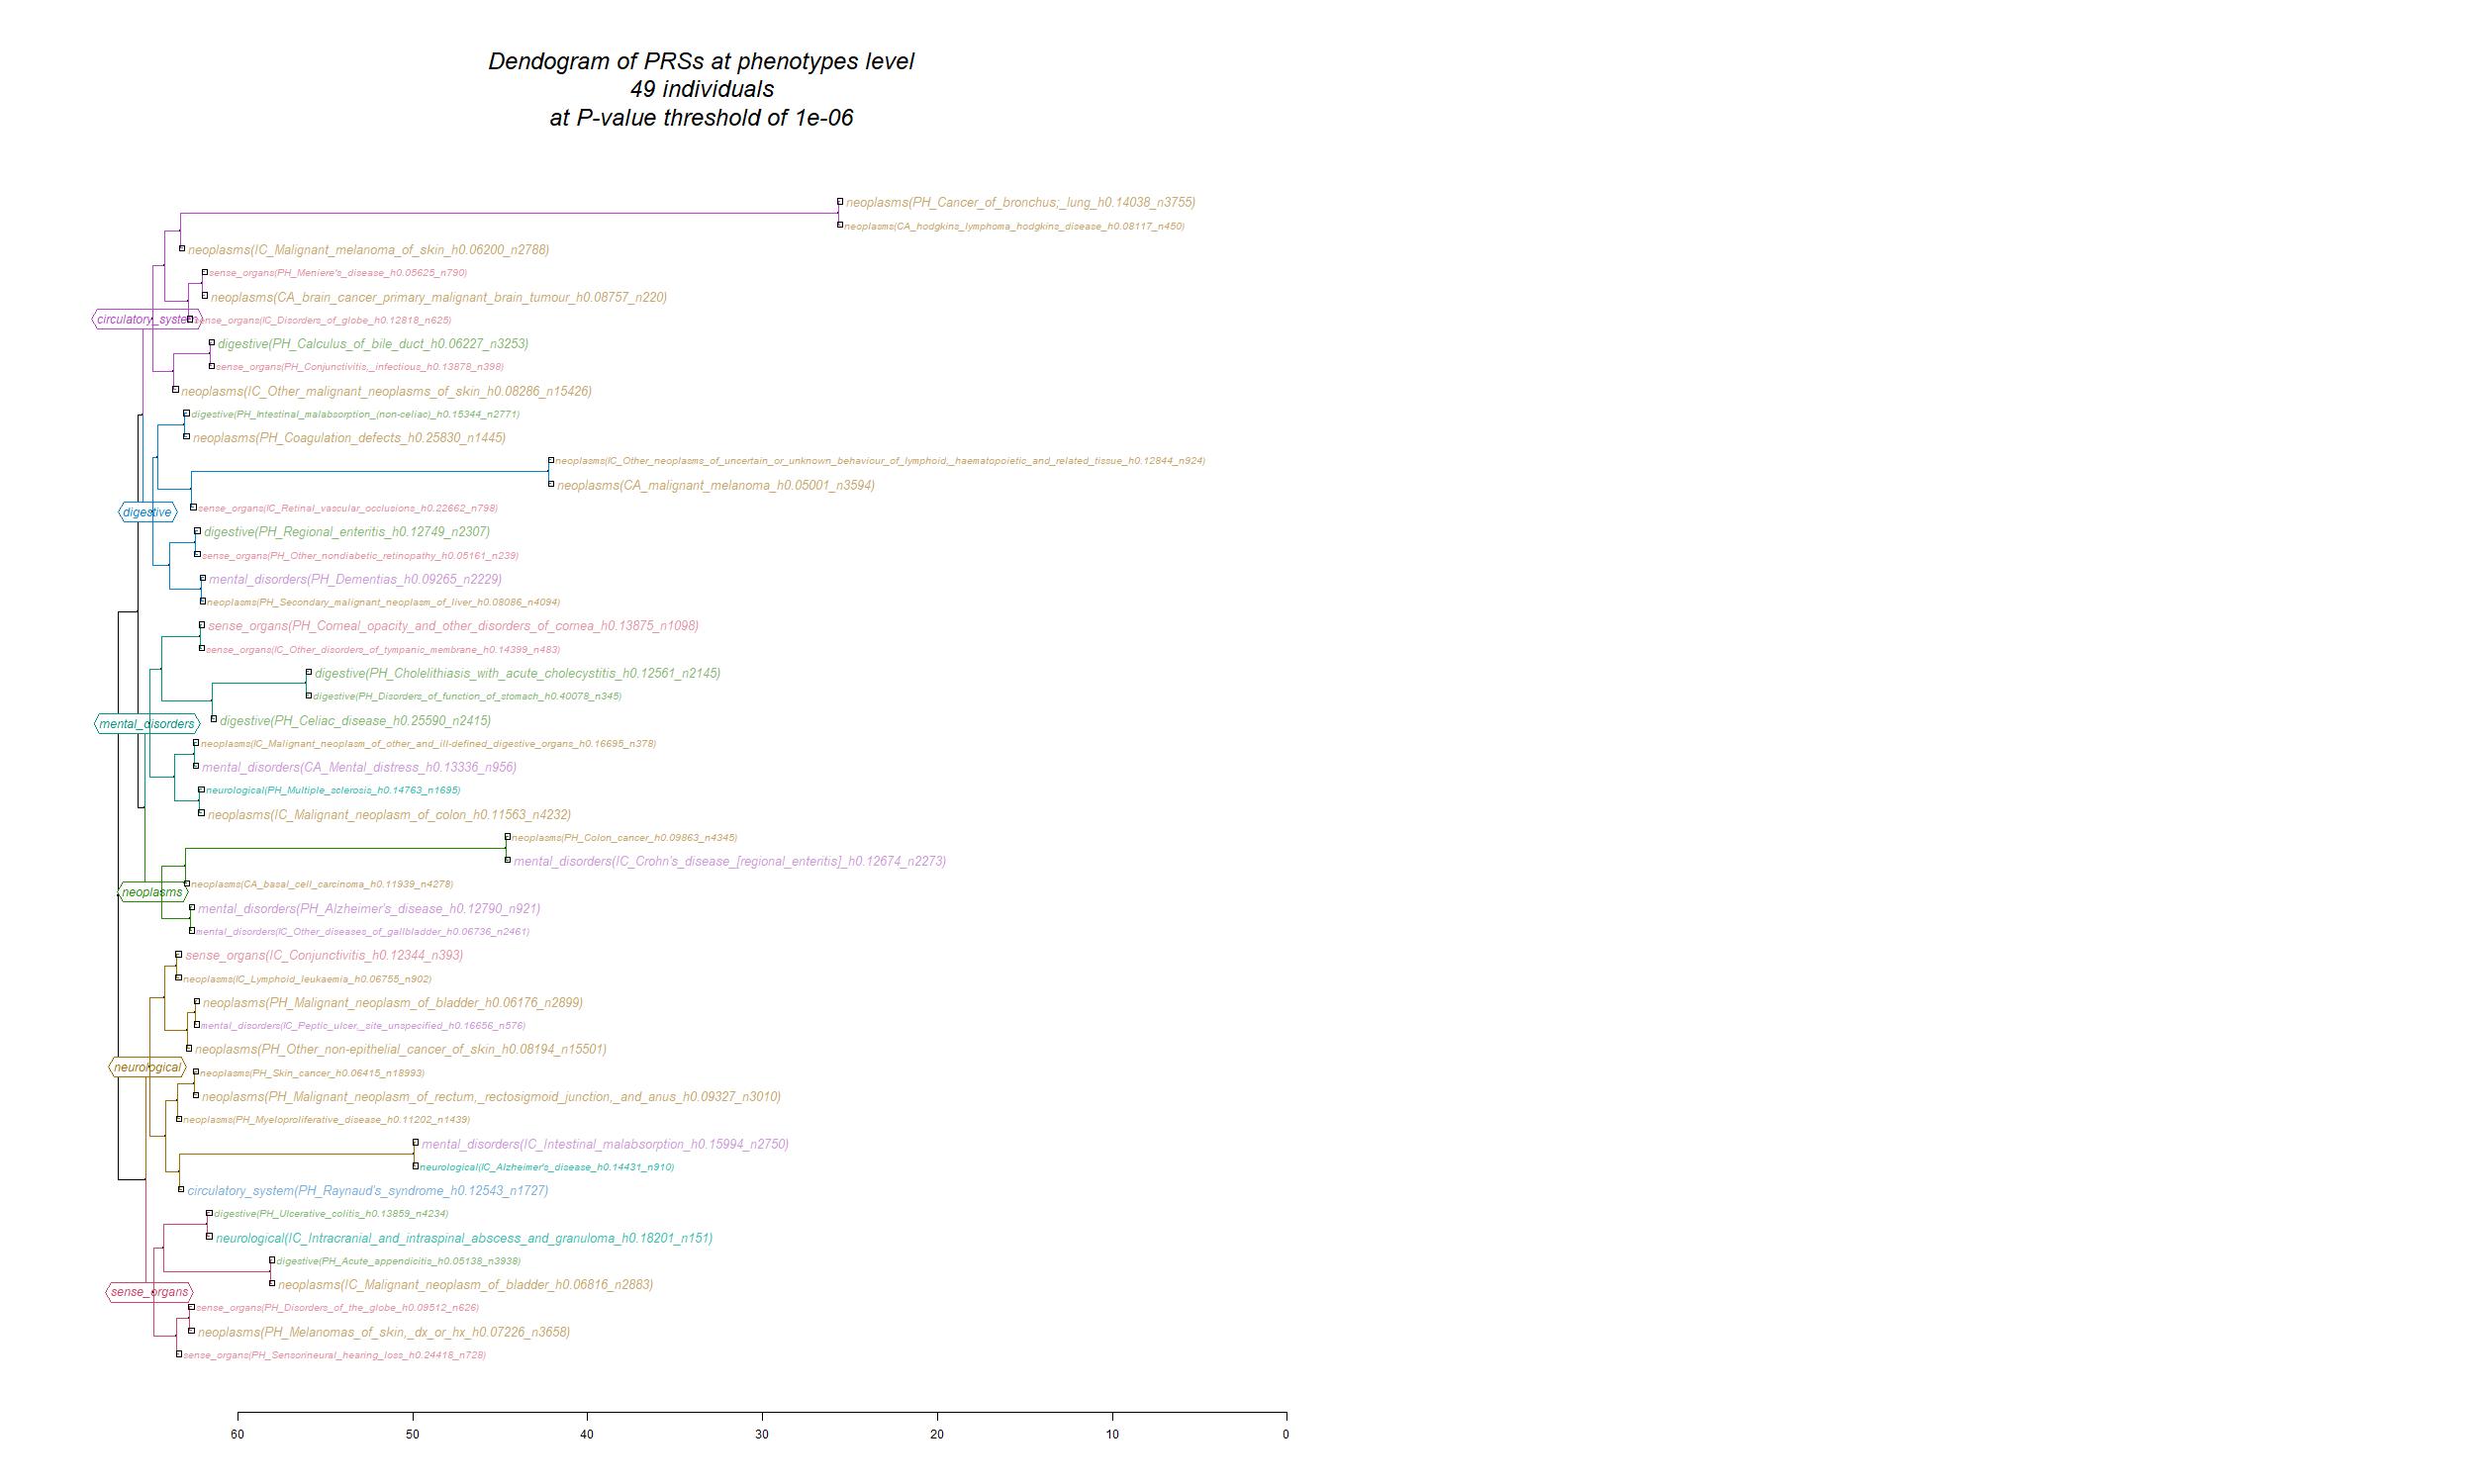 Dendogram of PRSs at phenotypes level
49 individuals
at P-value threshold of 1e-06
neoplasms(PH_Cancer_of_bronchus;_lung_h0.14038_n3755)
neoplasms(CA_hodgkins_lymphoma_hodgkins_disease_h0.08117_n450)
neoplasms(IC_Malignant_melanoma_of_skin_h0.06200_n2788)
sense_organs(PH_Meniere's_disease_h0.05625_n790)
neoplasms(CA_brain_cancer_primary_malignant_brain_tumour_h0.08757_n220)
circulatory_system
sense_organs(IC_Disorders_of_globe_h0.12818_n625)
digestive(PH_Calculus_of_bile_duct_h0.06227_n3253)
sense_organs(PH_Conjunctivitis,_infectious_h0.13878_n398)
neoplasms(IC_Other_malignant_neoplasms_of_skin_h0.08286_n15426)
digestive(PH_Intestinal_malabsorption_(non-celiac)_h0.15344_n2771)
neoplasms(PH_Coagulation_defects_h0.25830_n1445)
neoplasms(IC_Other_neoplasms_of_uncertain_or_unknown_behaviour_of_lymphoid,_haematopoietic_and_related_tissue_h0.12844_n924)
neoplasms(CA_malignant_melanoma_h0.05001_n3594)
sense_organs(IC_Retinal_vascular_occlusions_h0.22662_n798)
digestive
digestive(PH_Regional_enteritis_h0.12749_n2307)
sense_organs(PH_Other_nondiabetic_retinopathy_h0.05161_n239)
mental_disorders(PH_Dementias_h0.09265_n2229)
neoplasms(PH_Secondary_malignant_neoplasm_of_liver_h0.08086_n4094)
sense_organs(PH_Corneal_opacity_and_other_disorders_of_cornea_h0.13875_n1098)
sense_organs(IC_Other_disorders_of_tympanic_membrane_h0.14399_n483)
digestive(PH_Cholelithiasis_with_acute_cholecystitis_h0.12561_n2145)
digestive(PH_Disorders_of_function_of_stomach_h0.40078_n345)
digestive(PH_Celiac_disease_h0.25590_n2415)
mental_disorders
neoplasms(IC_Malignant_neoplasm_of_other_and_ill-defined_digestive_organs_h0.16695_n378)
mental_disorders(CA_Mental_distress_h0.13336_n956)
neurological(PH_Multiple_sclerosis_h0.14763_n1695)
neoplasms(IC_Malignant_neoplasm_of_colon_h0.11563_n4232)
neoplasms(PH_Colon_cancer_h0.09863_n4345)
mental_disorders(IC_Crohn's_disease_[regional_enteritis]_h0.12674_n2273)
neoplasms(CA_basal_cell_carcinoma_h0.11939_n4278)
neoplasms
mental_disorders(PH_Alzheimer's_disease_h0.12790_n921)
mental_disorders(IC_Other_diseases_of_gallbladder_h0.06736_n2461)
sense_organs(IC_Conjunctivitis_h0.12344_n393)
neoplasms(IC_Lymphoid_leukaemia_h0.06755_n902)
neoplasms(PH_Malignant_neoplasm_of_bladder_h0.06176_n2899)
mental_disorders(IC_Peptic_ulcer,_site_unspecified_h0.16656_n576)
neoplasms(PH_Other_non-epithelial_cancer_of_skin_h0.08194_n15501)
neurological
neoplasms(PH_Skin_cancer_h0.06415_n18993)
neoplasms(PH_Malignant_neoplasm_of_rectum,_rectosigmoid_junction,_and_anus_h0.09327_n3010)
neoplasms(PH_Myeloproliferative_disease_h0.11202_n1439)
mental_disorders(IC_Intestinal_malabsorption_h0.15994_n2750)
neurological(IC_Alzheimer's_disease_h0.14431_n910)
circulatory_system(PH_Raynaud's_syndrome_h0.12543_n1727)
digestive(PH_Ulcerative_colitis_h0.13859_n4234)
neurological(IC_Intracranial_and_intraspinal_abscess_and_granuloma_h0.18201_n151)
digestive(PH_Acute_appendicitis_h0.05138_n3938)
neoplasms(IC_Malignant_neoplasm_of_bladder_h0.06816_n2883)
sense_organs
sense_organs(PH_Disorders_of_the_globe_h0.09512_n626)
neoplasms(PH_Melanomas_of_skin,_dx_or_hx_h0.07226_n3658)
sense_organs(PH_Sensorineural_hearing_loss_h0.24418_n728)
60 50 40 30 20 10 0